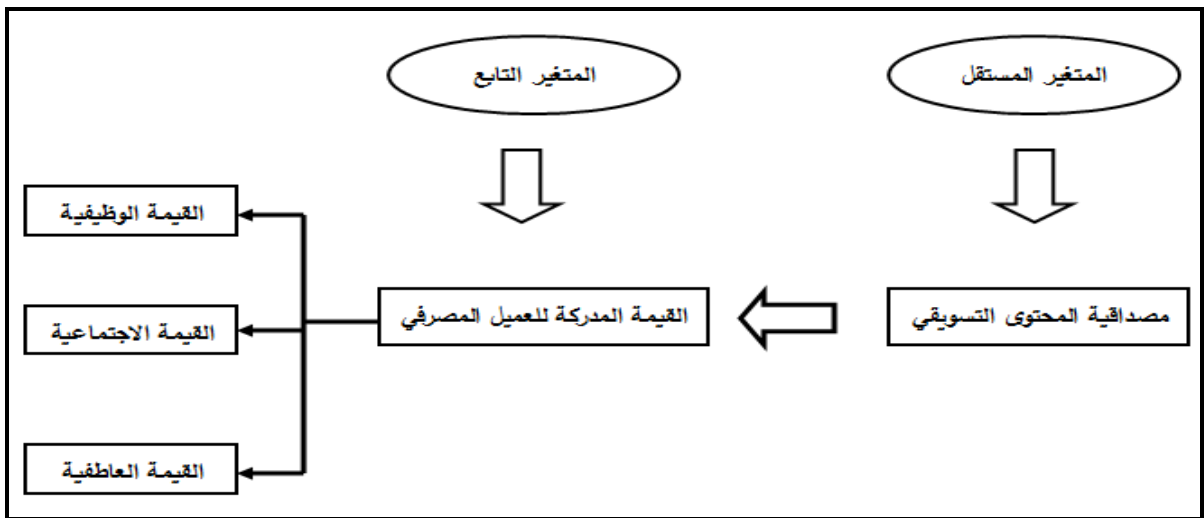 المتغير المستقل
المتغير التابع
مصداقية المحتوى التسويقي
القيمة المدركة للعميل المصرفي
القيمة الوظيفية
القيمة الاجتماعية
القيمة العاطفية